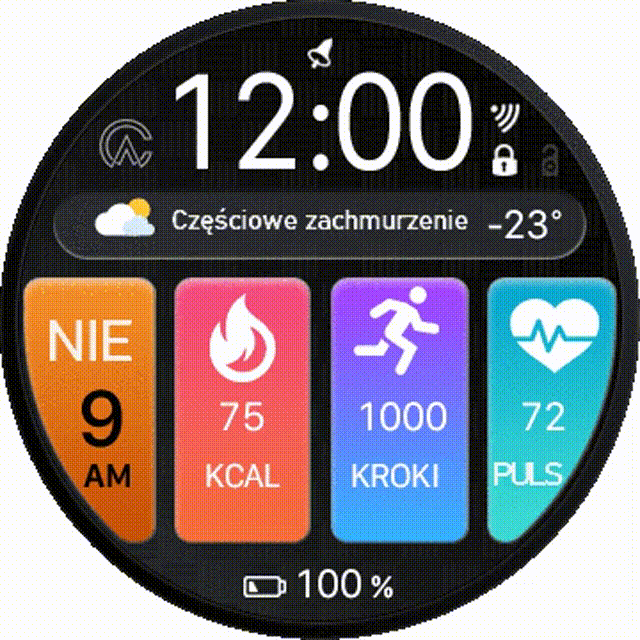 12:00
Częściowe zachmurzenie -23°
NIE
9
AM
75
KCAL
1000
KROKI
72
PULS
100 %